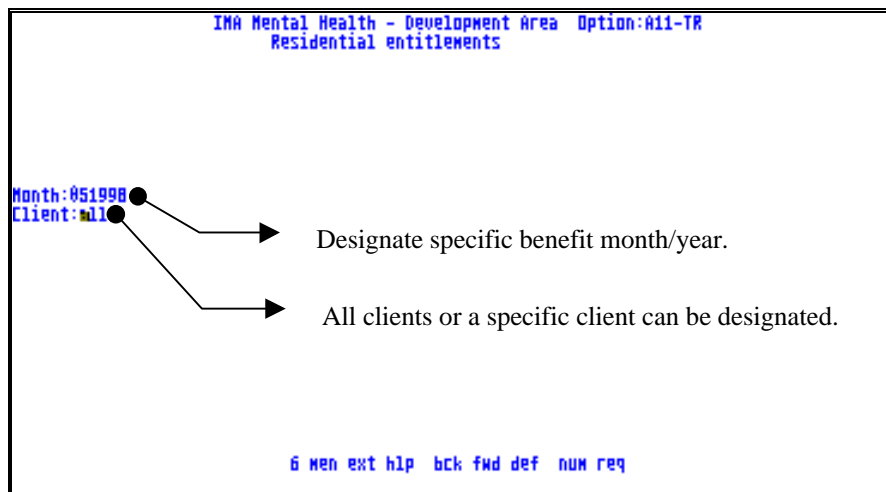 IMA Mental Health - Development Area Option:A11-TR
Residential entitlements
Month:051998
Client:all
Designate specific benefit month/year.
All clients or a specific client can be designated.
6 men ext hlp bck fwd def num req